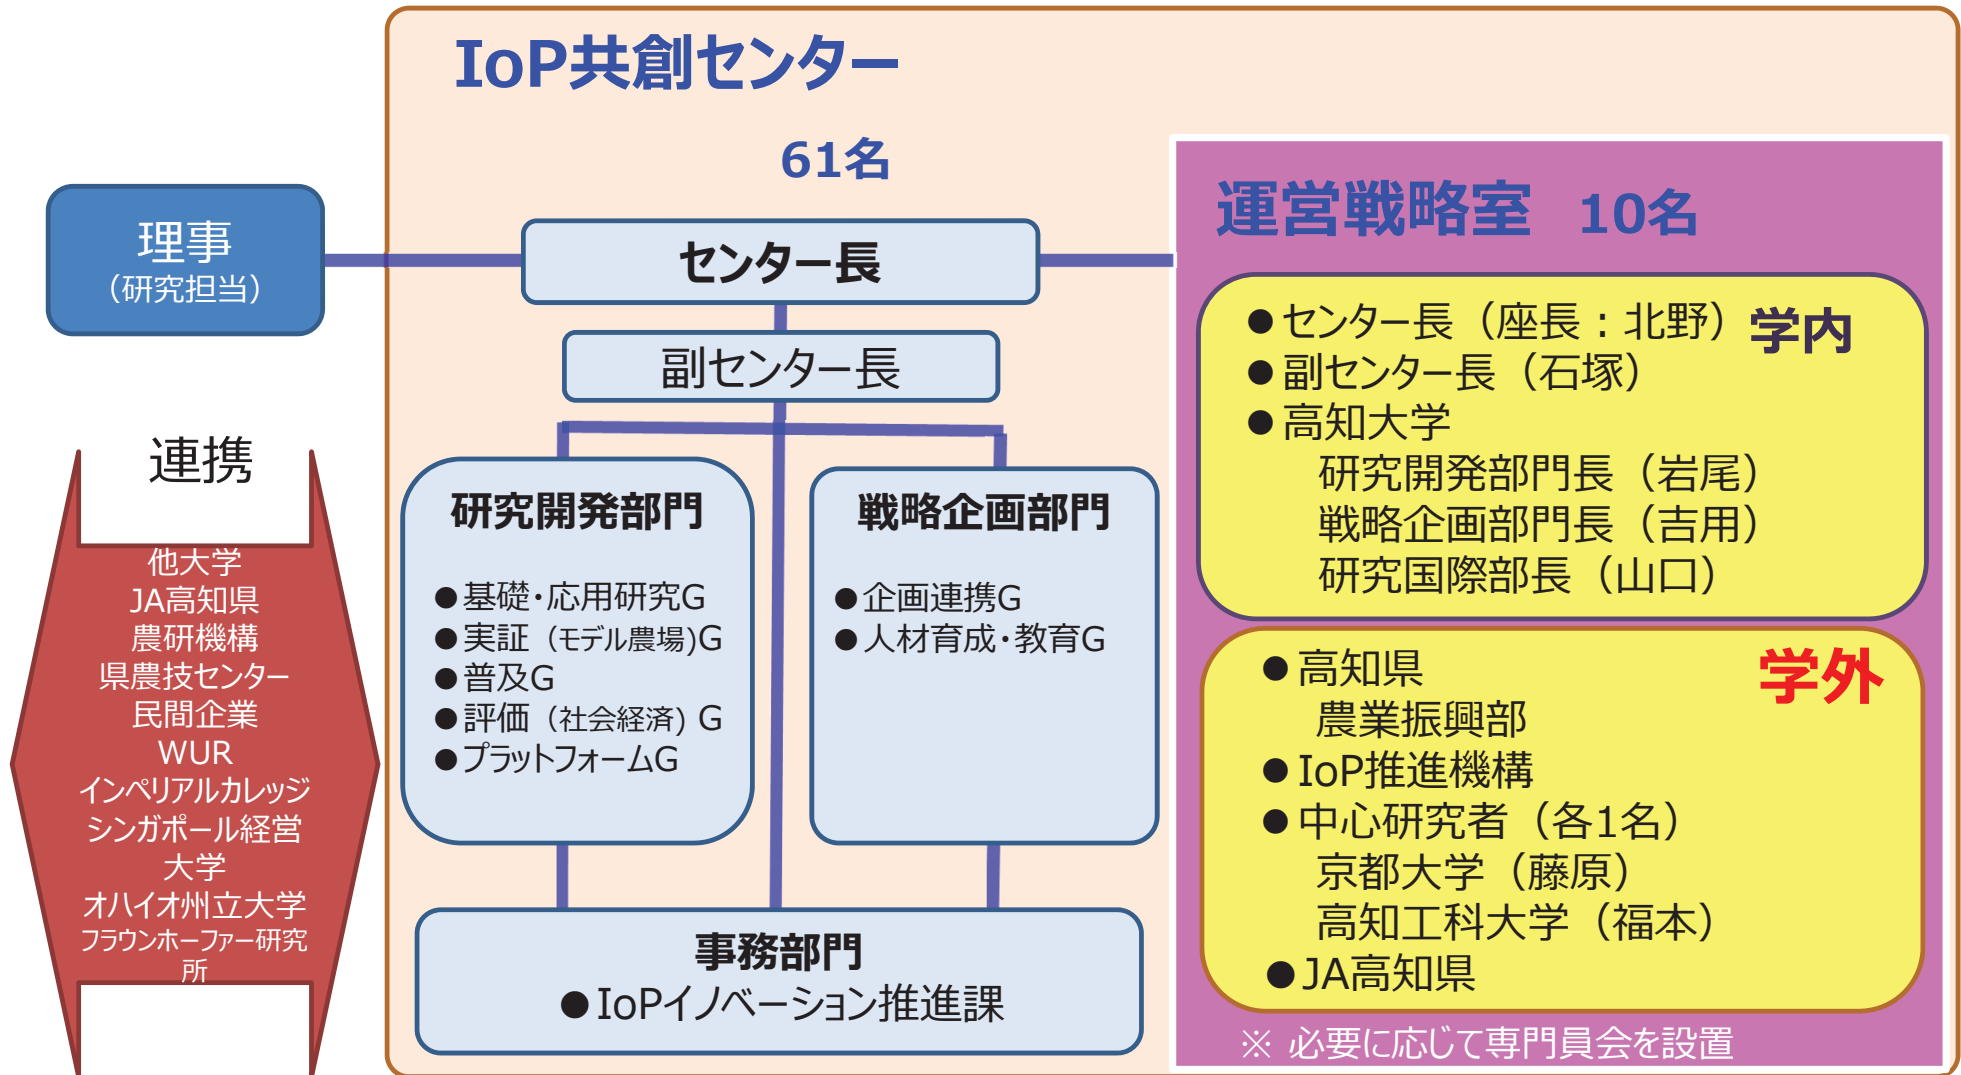 IoP共創センター
61名
理事
（研究担当）
センター長
副センター長
連携
他大学
JA高知県
農研機構
県農技センター
民間企業
WUR
インペリアルカレッジ
シンガポール経営
大学
オハイオ州立大学
フラウンホーファー研究
所
研究開発部門
●基礎・応用研究G
●実証（モデル農場)G
●普及G
●評価（社会経済) G
●プラットフォームG
戦略企画部門
●企画連携G
●人材育成・教育G
事務部門
●IoPイノベーション推進課
運営戦略室 10名
学内
●センター長（座長：北野）
●副センター長（石塚）
●高知大学
研究開発部門長（岩尾）
戦略企画部門長（吉用）
研究国際部長（山口）
学外
●高知県
農業振興部
●IoP推進機構
●中心研究者（各1名）
京都大学（藤原）
高知工科大学（福本）
●JA高知県
※ 必要に応じて専門員会を設置